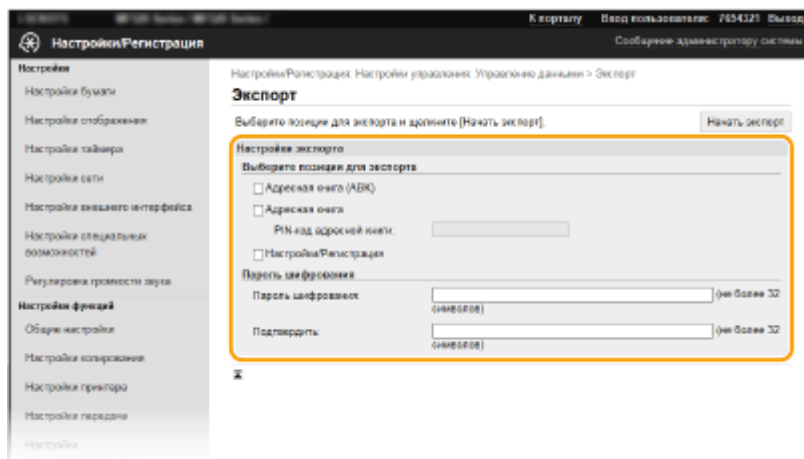 К порталу Ввод пользователя: 7654321 Выход
Настройки/Регистрация Сообщение администратору системы
Настройки
Настройки бумаги
Настройки отображения
Настройки таймера
Настройки сети
Настройки внешнего интерфейса
Настройки специальных
возможностей
Регулировка громкости звука
Настройки функций
Общие настройки
Настройки копирования
Настройки принтера
Настройки передачи
Настройки
Настройки/Регистрация: Настройки управления: Управление данными > Экспорт
Экспорт
Выберите позиции для экспорта и щелкните [Начать экспорт]. Начать экспорт
Настройки экспорта
Выберите позиции для экспорта
Адресная книга (ABK)
Адресная книга
PIN-код адресной книги:
Настройки/Регистрация
Пароль шифрования
Пароль шифрования: (не более 32
символов)
Подтвердить: (не более 32
символов)